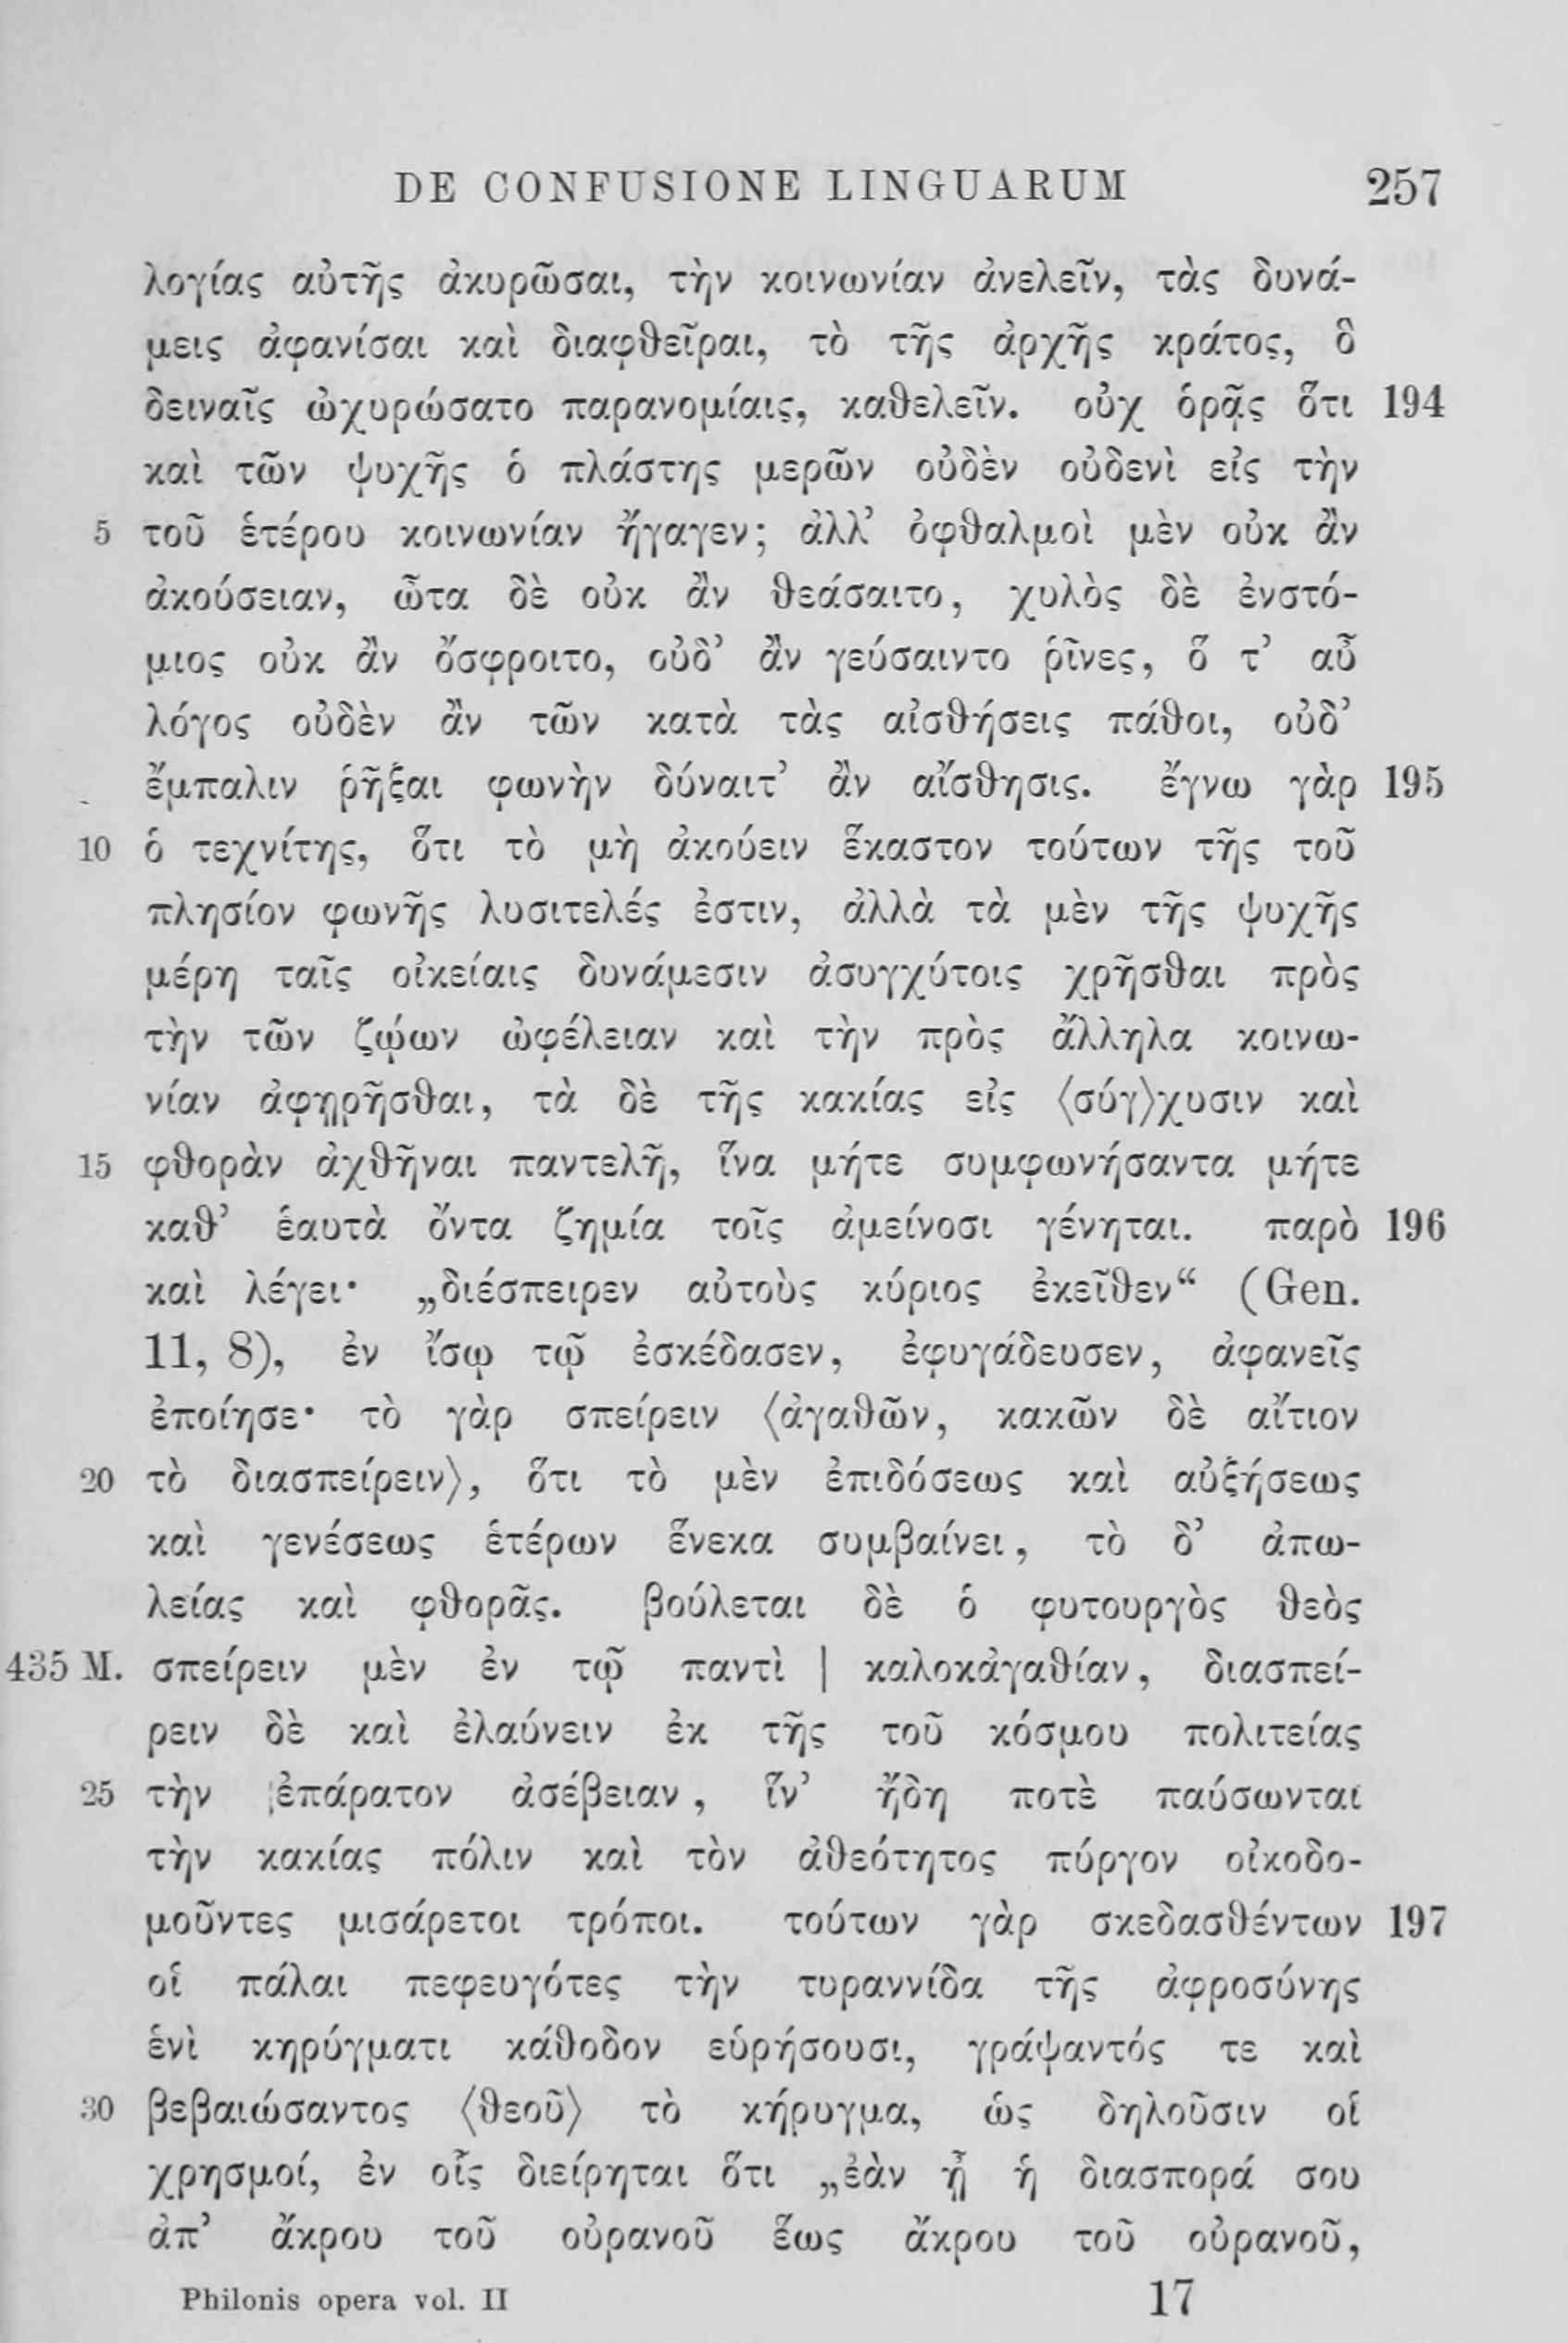 DE CONFUSIONE LINGUARUM 257
λογίας αὐτῆς ἀκυρῶσαι, τὴν κοινωνίαν ἀνελεῖν, τὰς δυνά-
μεις ἀφανίσαι καὶ διαφθεῖραι, τὸ τῆς ἀρχῆς κράτος, ὃ
δειναῖς ὠχυρώσατο παρανομίαις, καθελεῖν. οὐχ ὁρᾷς ὅτι 194
καὶ τῶν ψυχῆς ὁ πλάστης μερῶν οὐδὲν οὐδενὶ εἰς τὴν
5 τοῦ ἑτέρου κοινωνίαν ἤγαγεν; ἀλλ’ ὀφθαλμοὶ μὲν οὐκ ἂν
ἀκούσειαν, ὦτα δὲ οὐκ ἂν θεάσαιτο, χυλὸς δὲ ἐνστό-
μιος οὐκ ἂν ὄσφροιτο, οὐδ’ ἂν γεύσαιντο ῥῖνες, ὅ τ’ αὖ
λόγος οὐδὲν ἂν τῶν κατὰ τὰς αἰσθήσεις πάθοι, οὐδ’
ἔμπαλιν ῥῆξαι φωνὴν δύναιτ’ ἂν αἴσθησις. ἔγνω γὰρ 195
10 ὁ τεχνίτης, ὅτι τὸ μὴ ἀκούειν ἕκαστον τούτων τῆς τοῦ
πλησίον φωνῆς λυσιτελές ἐστιν, ἀλλὰ τὰ μὲν τῆς ψυχῆς
μέρη ταῖς οἰκείαις δυνάμεσιν ἀσυγχύτοις χρῆσθαι πρὸς
τὴν τῶν ζῴων ὠφέλειαν καὶ τὴν πρὸς ἄλληλα κοινω-
νίαν ἀφῃρῆσθαι, τὰ δὲ τῆς κακίας εἰς ⟨σύγ⟩χυσιν καὶ
15 φθορὰν ἀχθῆναι παντελῆ, ἵνα μήτε συμφωνήσαντα μήτε
καθ’ ἑαυτὰ ὄντα ζημία τοῖς ἀμείνοσι γένηται. παρὸ 196
καὶ λέγει· „διέσπειρεν αὐτοὺς κύριος ἐκεῖθεν“ (Gen.
11, 8), ἐν ἴσῳ τῷ ἐσκέδασεν, ἐφυγάδευσεν, ἀφανεῖς
ἐποίησε· τὸ γὰρ σπείρειν ⟨ἀγαθῶν, κακῶν δὲ αἴτιον
20 τὸ διασπείρειν⟩, ὅτι τὸ μὲν ἐπιδόσεως καὶ αὐξήσεως
καὶ γενέσεως ἑτέρων ἕνεκα συμβαίνει, τὸ δ’ ἀπω-
λείας καὶ φθορᾶς. βούλεται δὲ ὁ φυτουργὸς θεὸς
435 M. σπείρειν μὲν ἐν τῷ παντὶ | καλοκἀγαθίαν, διασπεί-
ρειν δὲ καὶ ἐλαύνειν ἐκ τῆς τοῦ κόσμου πολιτείας
25 τὴν ἐπάρατον ἀσέβειαν, ἵν’ ἤδη ποτὲ παύσωνται
τὴν κακίας πόλιν καὶ τὸν ἀθεότητος πύργον οἰκοδο-
μοῦντες μισάρετοι τρόποι. τούτων γὰρ σκεδασθέντων 197
οἱ πάλαι πεφευγότες τὴν τυραννίδα τῆς ἀφροσύνης
ἑνὶ κηρύγματι κάθοδον εὑρήσουσι, γράψαντός τε καὶ
30 βεβαιώσαντος ⟨θεοῦ⟩ τὸ κήρυγμα, ὡς δηλοῦσιν οἱ
χρησμοί, ἐν οἷς διείρηται ὅτι „ἐὰν ᾖ ἡ διασπορά σου
ἀπ’ ἄκρου τοῦ οὐρανοῦ ἕως ἄκρου τοῦ οὐρανοῦ,
Philonis opera vol. II 17